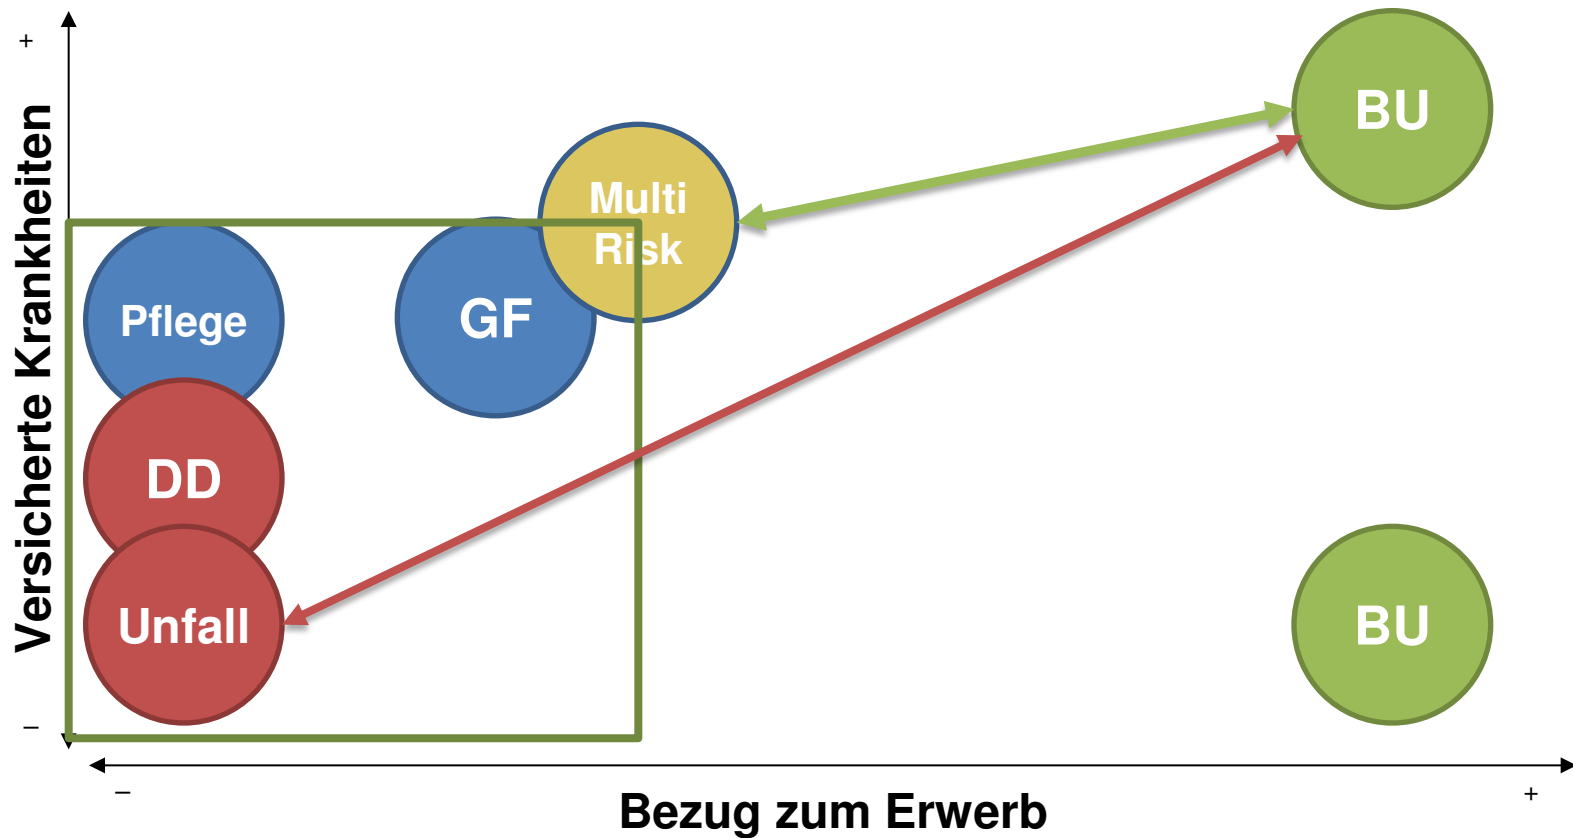 +
Versicherte Krankheiten
–
BU
Multi
Risk
Pflege
GF
DD
Unfall
BU
–
+
Bezug zum Erwerb